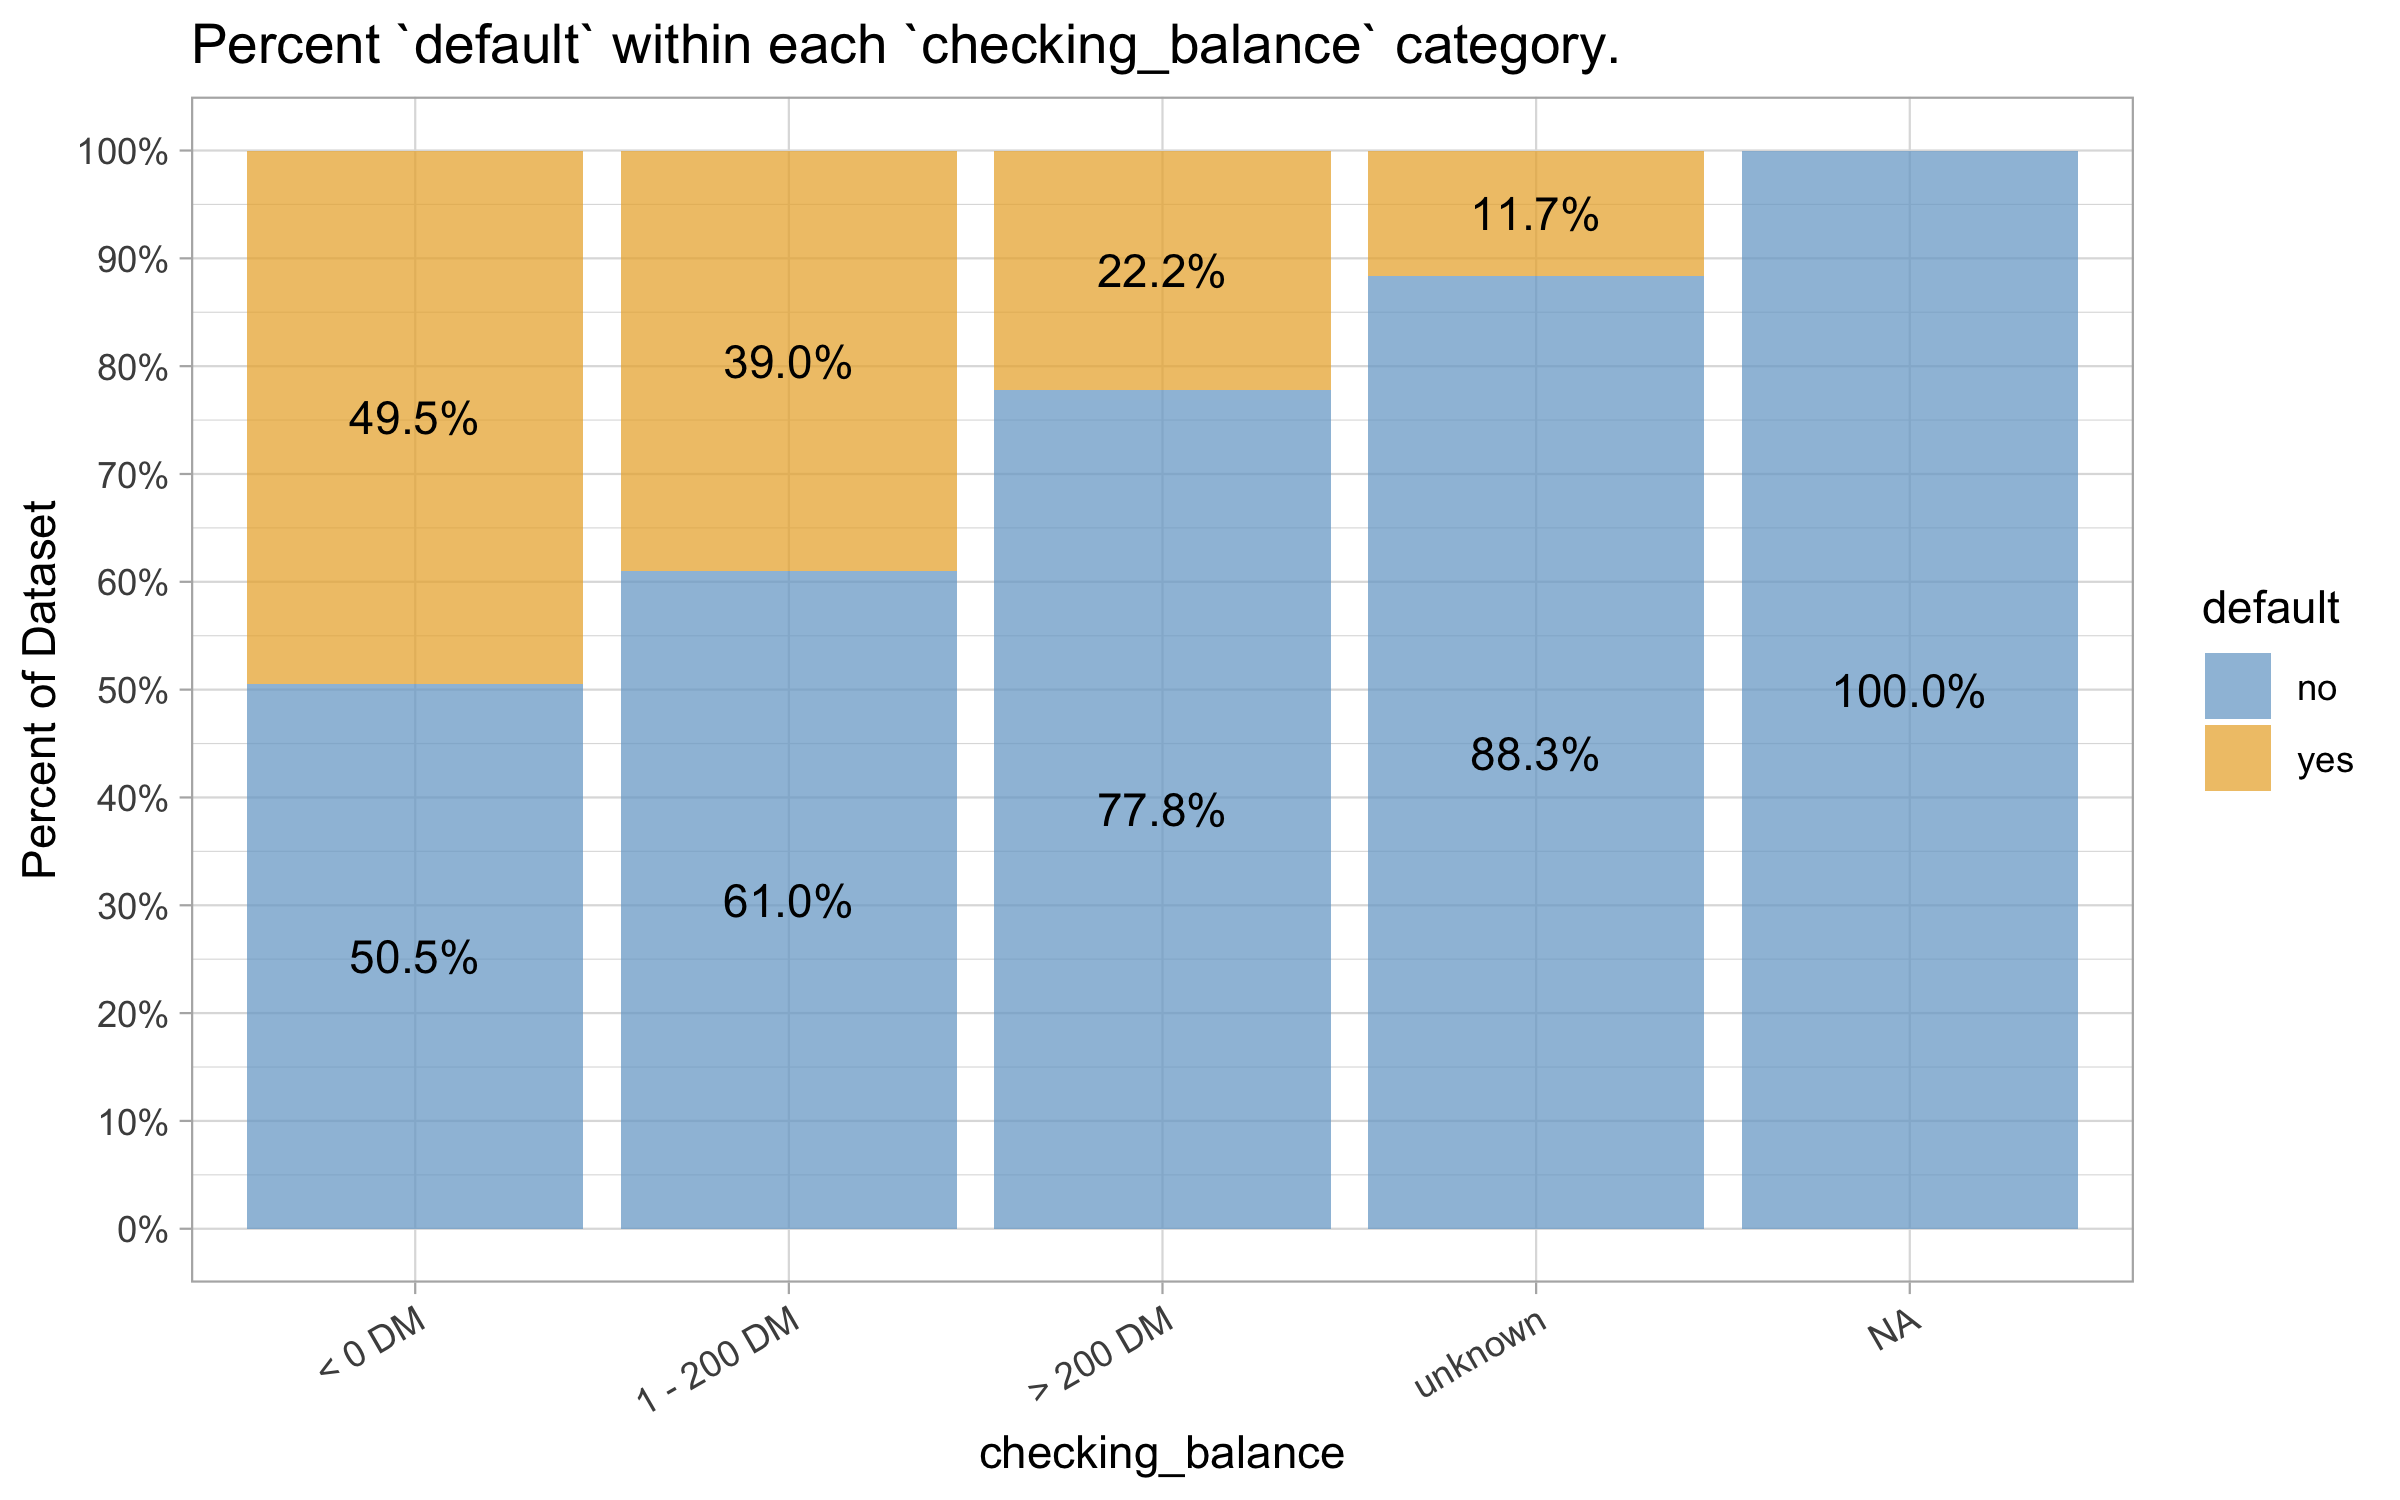 Percent `default` within each `checking_balance` category.
Percent of Dataset
100%
90%
80%
70%
60%
50%
40%
30%
20%
10%
0%
49.5%
50.5%
39.0%
61.0%
22.2%
77.8%
11.7%
88.3%
100.0%
< 0 DM
1 - 200 DM
> 200 DM
unknown
NA
checking_balance
default
no
yes